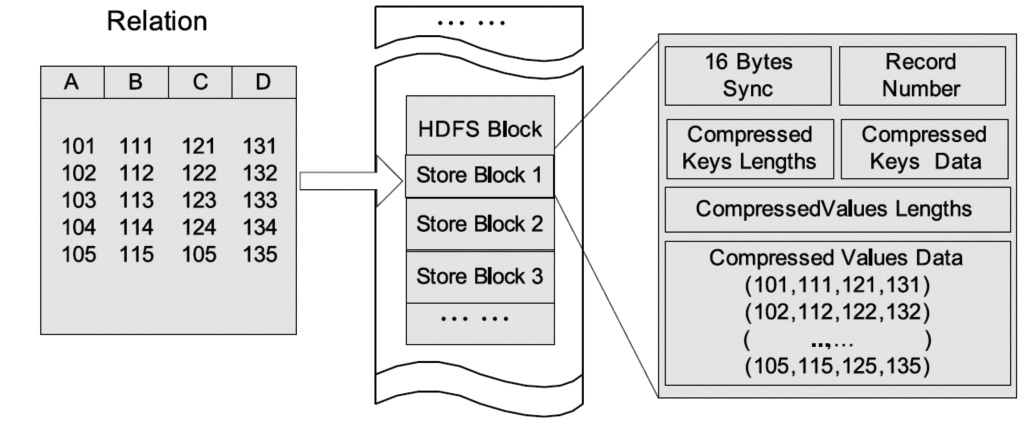 Relation
A B C D
101 111 121 131
102 112 122 132
103 113 123 133
104 114 124 134
105 115 105 135
... ...
HDFS Block
Store Block 1
Store Block 2
Store Block 3
... ...
16 Bytes
Sync
Record
Number
Compressed
Keys Lengths
Compressed
Keys Data
CompressedValues Lengths
Compressed Values Data
(101,111,121,131)
(102,112,122,132)
( ...,... )
(105,115,125,135)